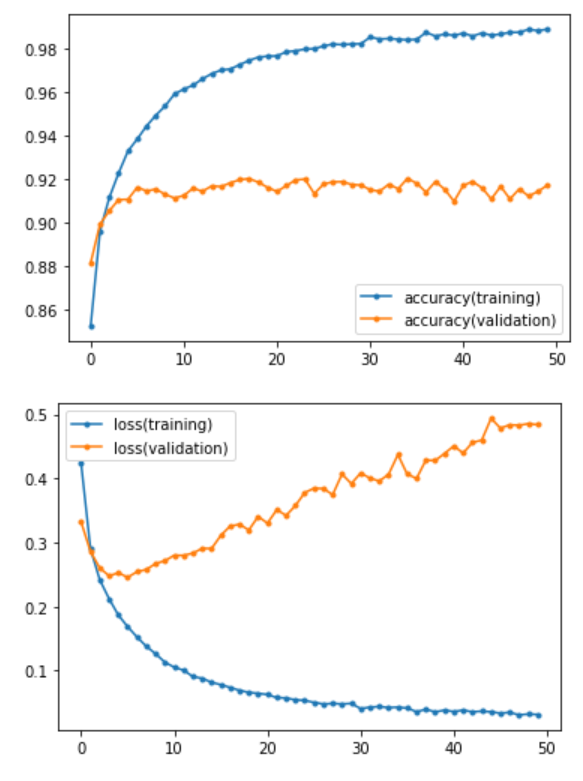 0.98
0.96
0.94
0.92
0.90
0.88
0.86
accuracy(training)
accuracy(validation)
0 10 20 30 40 50
0.5
loss(training)
loss(validation)
0.4
0.3
0.2
0.1
0 10 20 30 40 50